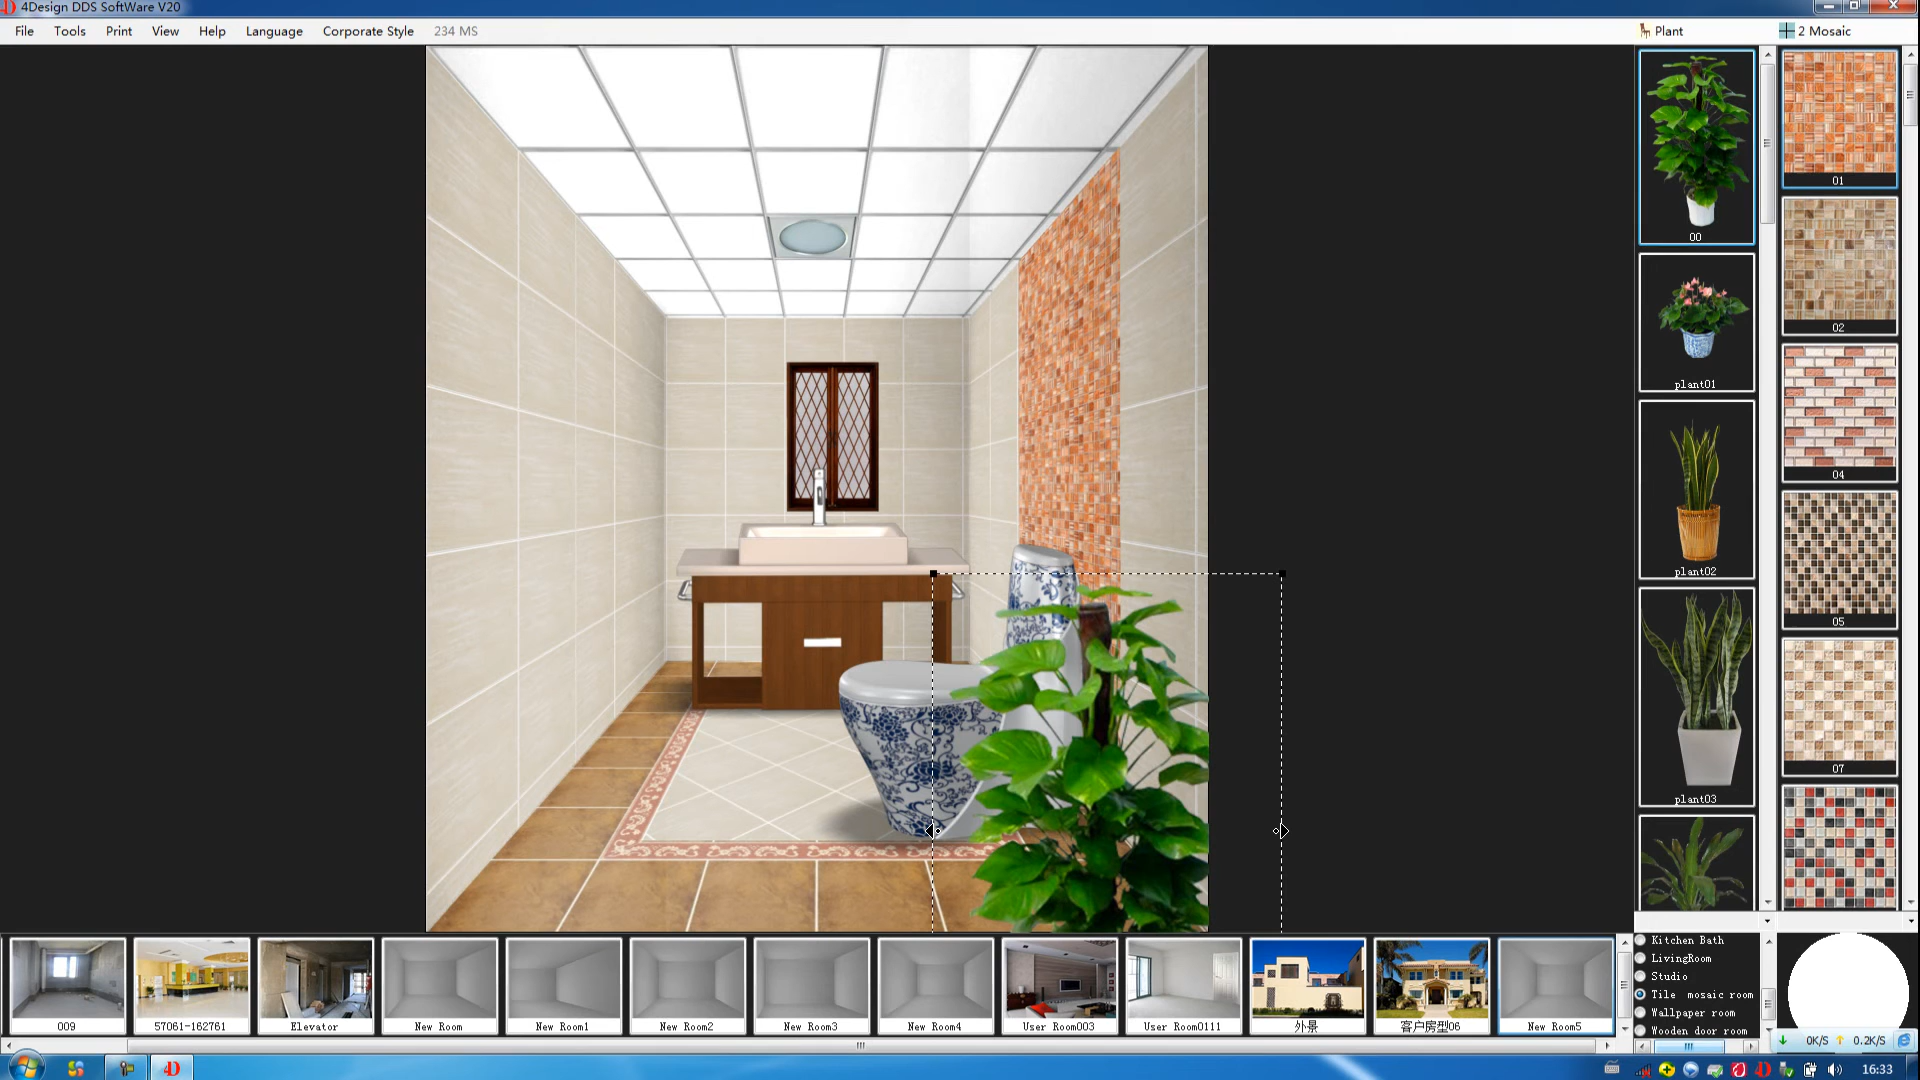 4Design DDS SoftWare V20
File Tools Print View Help Language Corporate Style 234 MS
Plant
2 Mosaic
00
plant01
plant02
plant03
01
02
04
05
07
009
57061-162761
Elevator
New Room
New Room1
New Room2
New Room3
New Room4
User Room003
User Room0111
外景
客户房型06
New Room5
Kitchen Bath
LivingRoom
Studio
Tile mosaic room
Wallpaper room
Wooden door room
0K/S 0.2K/S
16:33